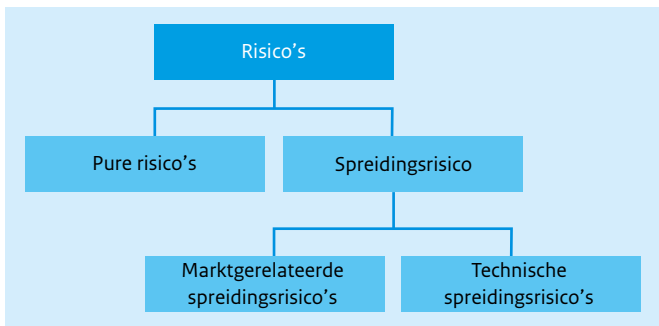 Risico’s
Pure risico’s
Spreidingsrisico
Marktgerelateerde
spreidingsrisico’s
Technische
spreidingsrisico’s